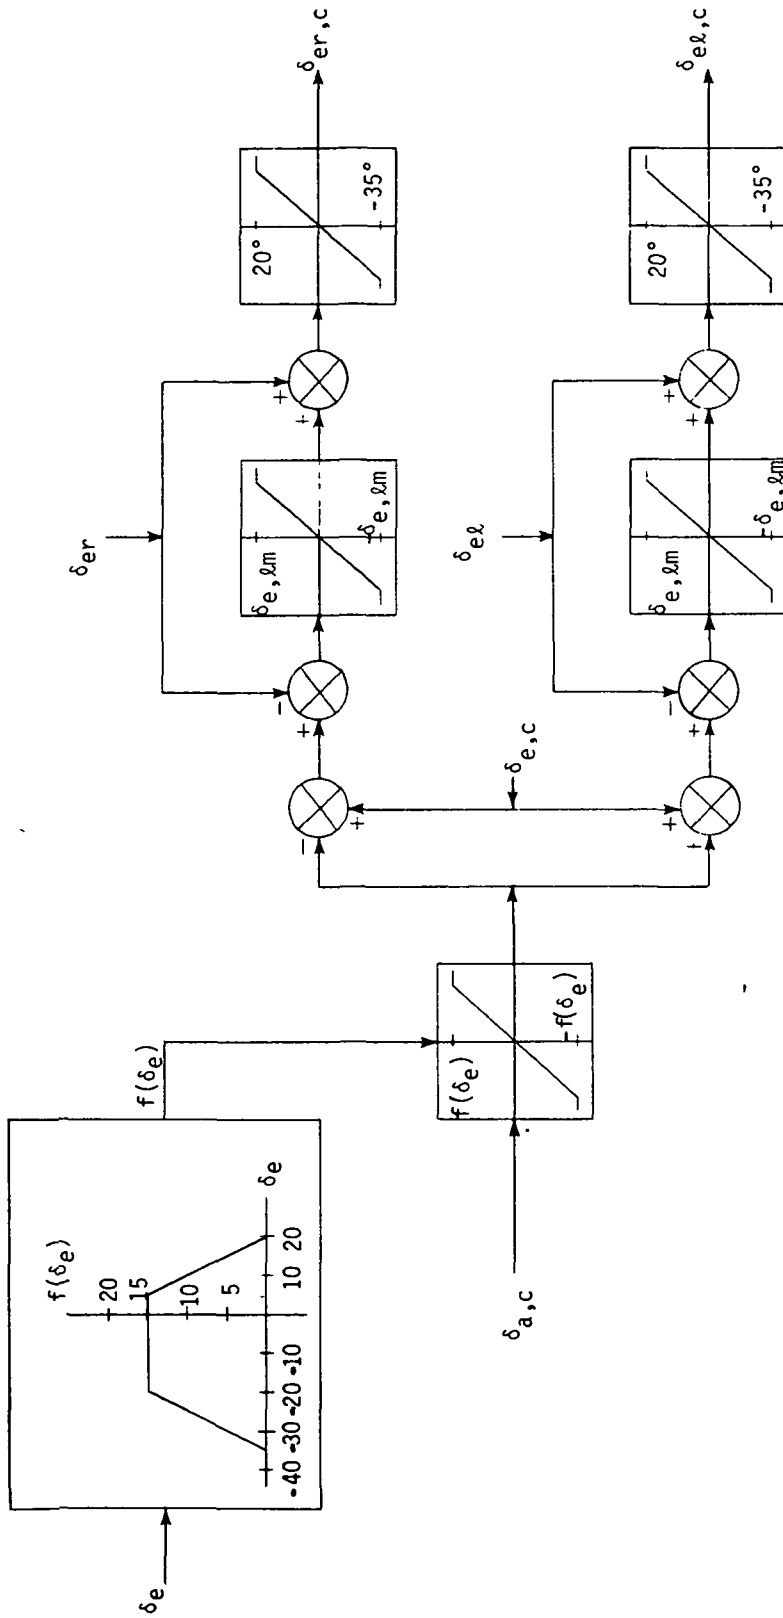 δe
f(δe)
20
15
10
5
-40
-30
-20
-10
10
20
δe
f(δe)
δa,c
f(δe)
-f(δe)
-
+
δe,c
+
+
+
-
δer
δe,ℓm
-δe,ℓm
+
+
20°
-35°
δer,c
+
-
δeℓ
δe,ℓm
-δe,ℓm
+
+
20°
-35°
δeℓ,c